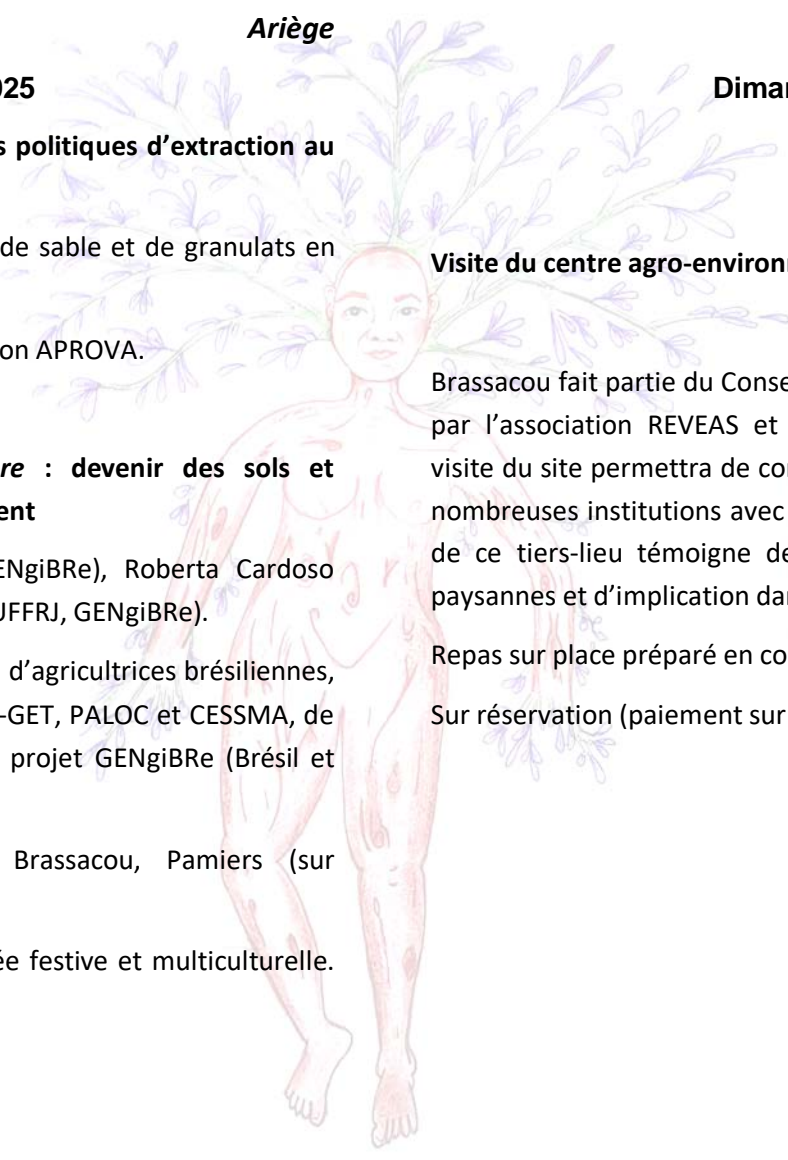 Ariège
025
s politiques d’extraction au
de sable et de granulats en
on APROVA.
re : devenir des sols et
ent
ENgiBRe), Roberta Cardoso
UFFRJ, GENgiBRe).
d’agricultrices brésiliennes,
-GET, PALOC et CESSMA, de
projet GENgiBRe (Brésil et
Brassacou, Pamiers (sur
ée festive et multiculturelle.
Diman
Visite du centre agro-environn
Brassacou fait partie du Conse
par l’association REVEAS et
visite du site permettra de con
nombreuses institutions avec
de ce tiers-lieu témoigne de
paysannes et d’implication dan
Repas sur place préparé en co
Sur réservation (paiement sur